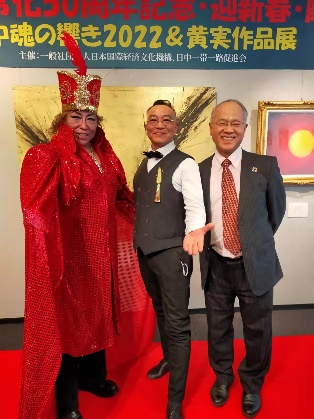 常化50周年記念・迎新春・
中魂の響き2022&黄実作品展
主催：一般社団法人日本国際経済文化機構、日中一帯一路促進会